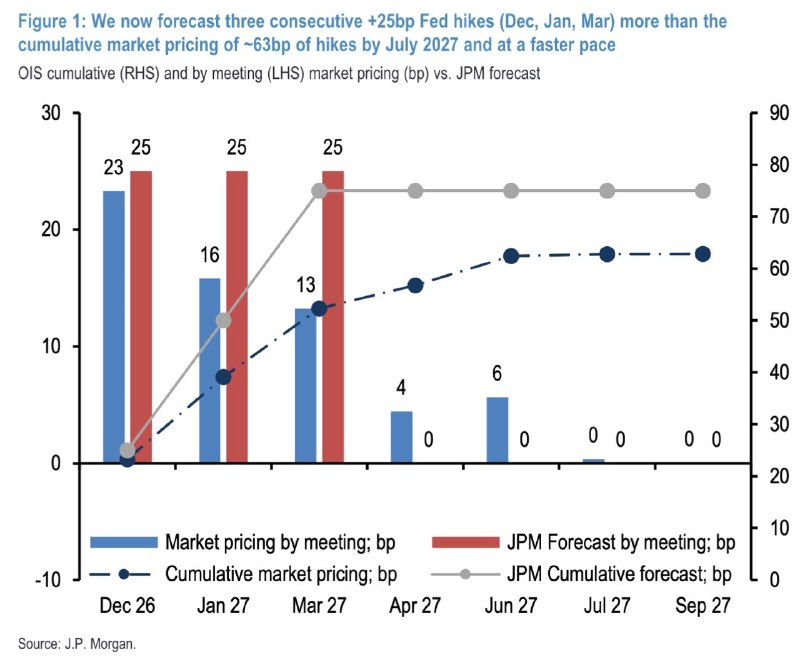 Figure 1: We now forecast three consecutive +25bp Fed hikes (Dec, Jan, Mar) more than the
cumulative market pricing of ~63bp of hikes by July 2027 and at a faster pace
OIS cumulative (RHS) and by meeting (LHS) market pricing (bp) vs. JPM forecast
30
20
10
0
-10
90
80
70
60
50
40
30
20
10
0
23
25
16
25
13
25
4
0
6
0
0
0
0
0
Market pricing by meeting; bp
JPM Forecast by meeting; bp
Cumulative market pricing; bp
JPM Cumulative forecast; bp
Dec 26
Jan 27
Mar 27
Apr 27
Jun 27
Jul 27
Sep 27
Source: J.P. Morgan.